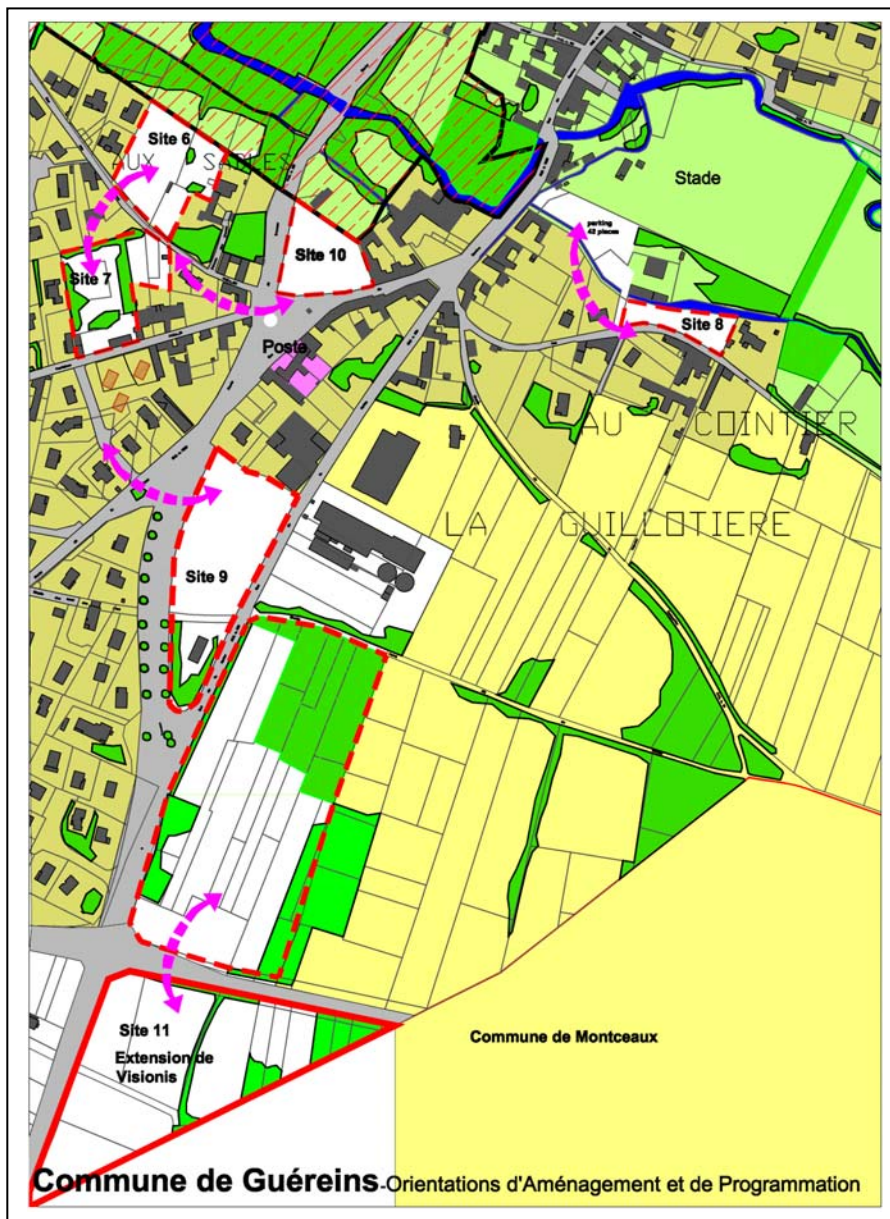 Site 6
AUX SABLES
Stade
parking
42 places
Site 10
Site 7
Site 8
Poste
AU COINTIER
LA GUILLOTIERE
Site 9
Site 11
Extension de
Visionis
Commune de Montceaux
Commune de Guéreins-Orientations d'Aménagement et de Programmation